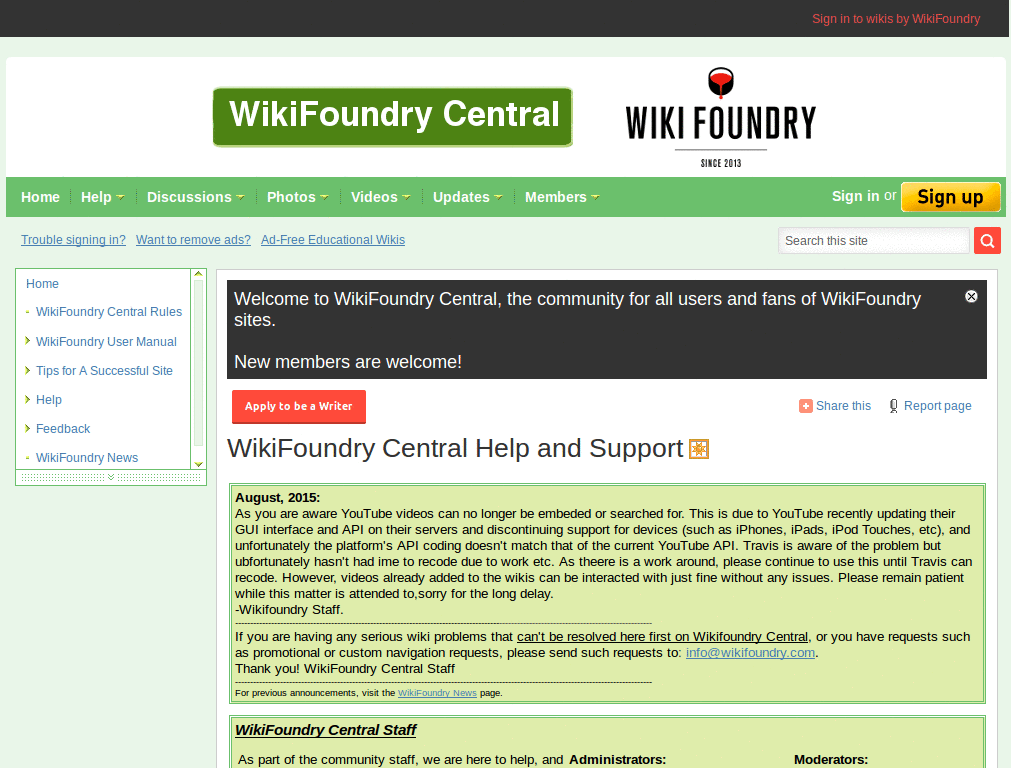 Sign in to wikis by WikiFoundry
WikiFoundry Central
WIKI FOUNDRY
SINCE 2013
Home Help Discussions Photos Videos Updates Members Sign in or Sign up
Trouble signing in? Want to remove ads? Ad-Free Educational Wikis Search this site
Home
WikiFoundry Central Rules
WikiFoundry User Manual
Tips for A Successful Site
Help
Feedback
WikiFoundry News
Welcome to WikiFoundry Central, the community for all users and fans of WikiFoundry
sites.
New members are welcome!
Apply to be a Writer Share this Report page
WikiFoundry Central Help and Support
August, 2015:
As you are aware YouTube videos can no longer be embeded or searched for. This is due to YouTube recently updating their
GUI interface and API on their servers and discontinuing support for devices (such as iPhones, iPads, iPod Touches, etc), and
unfortunately the platform's API coding doesn't match that of the current YouTube API. Travis is aware of the problem but
ubfortunately hasn't had ime to recode due to work etc. As theere is a work around, please continue to use this until Travis can
recode. However, videos already added to the wikis can be interacted with just fine without any issues. Please remain patient
while this matter is attended to,sorry for the long delay.
-Wikifoundry Staff.
If you are having any serious wiki problems that can't be resolved here first on Wikifoundry Central, or you have requests such
as promotional or custom navigation requests, please send such requests to: info@wikifoundry.com.
Thank you! WikiFoundry Central Staff
For previous announcements, visit the WikiFoundry News page.
WikiFoundry Central Staff
As part of the community staff, we are here to help, and Administrators: Moderators: